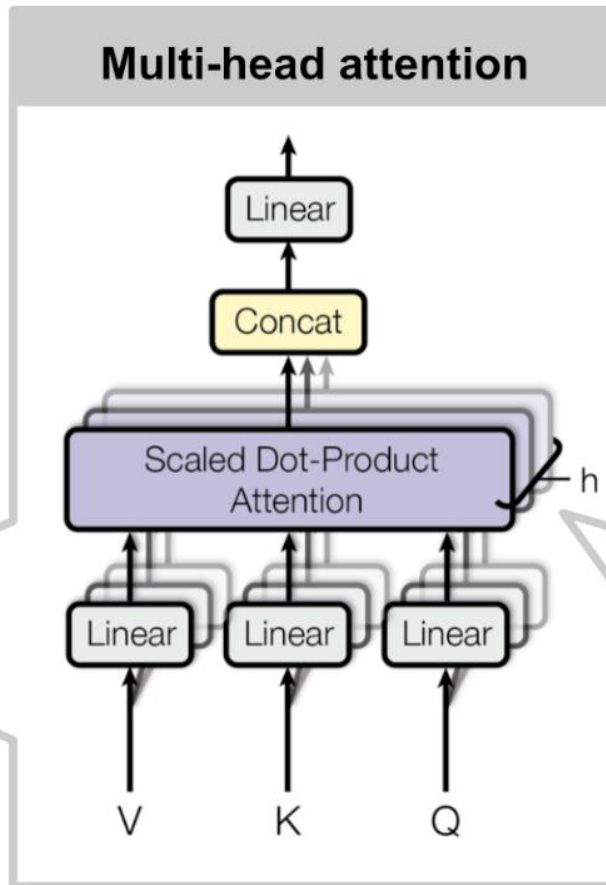 Multi-head attention
Linear
Concat
Scaled Dot-Product
Attention
h
Linear
Linear
Linear
V
K
Q